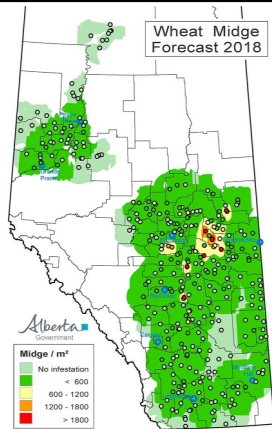 Wheat Midge
Forecast 2018
Alberta
Government
Midge / m²
No infestation
< 600
600 - 1200
1200 - 1800
> 1800